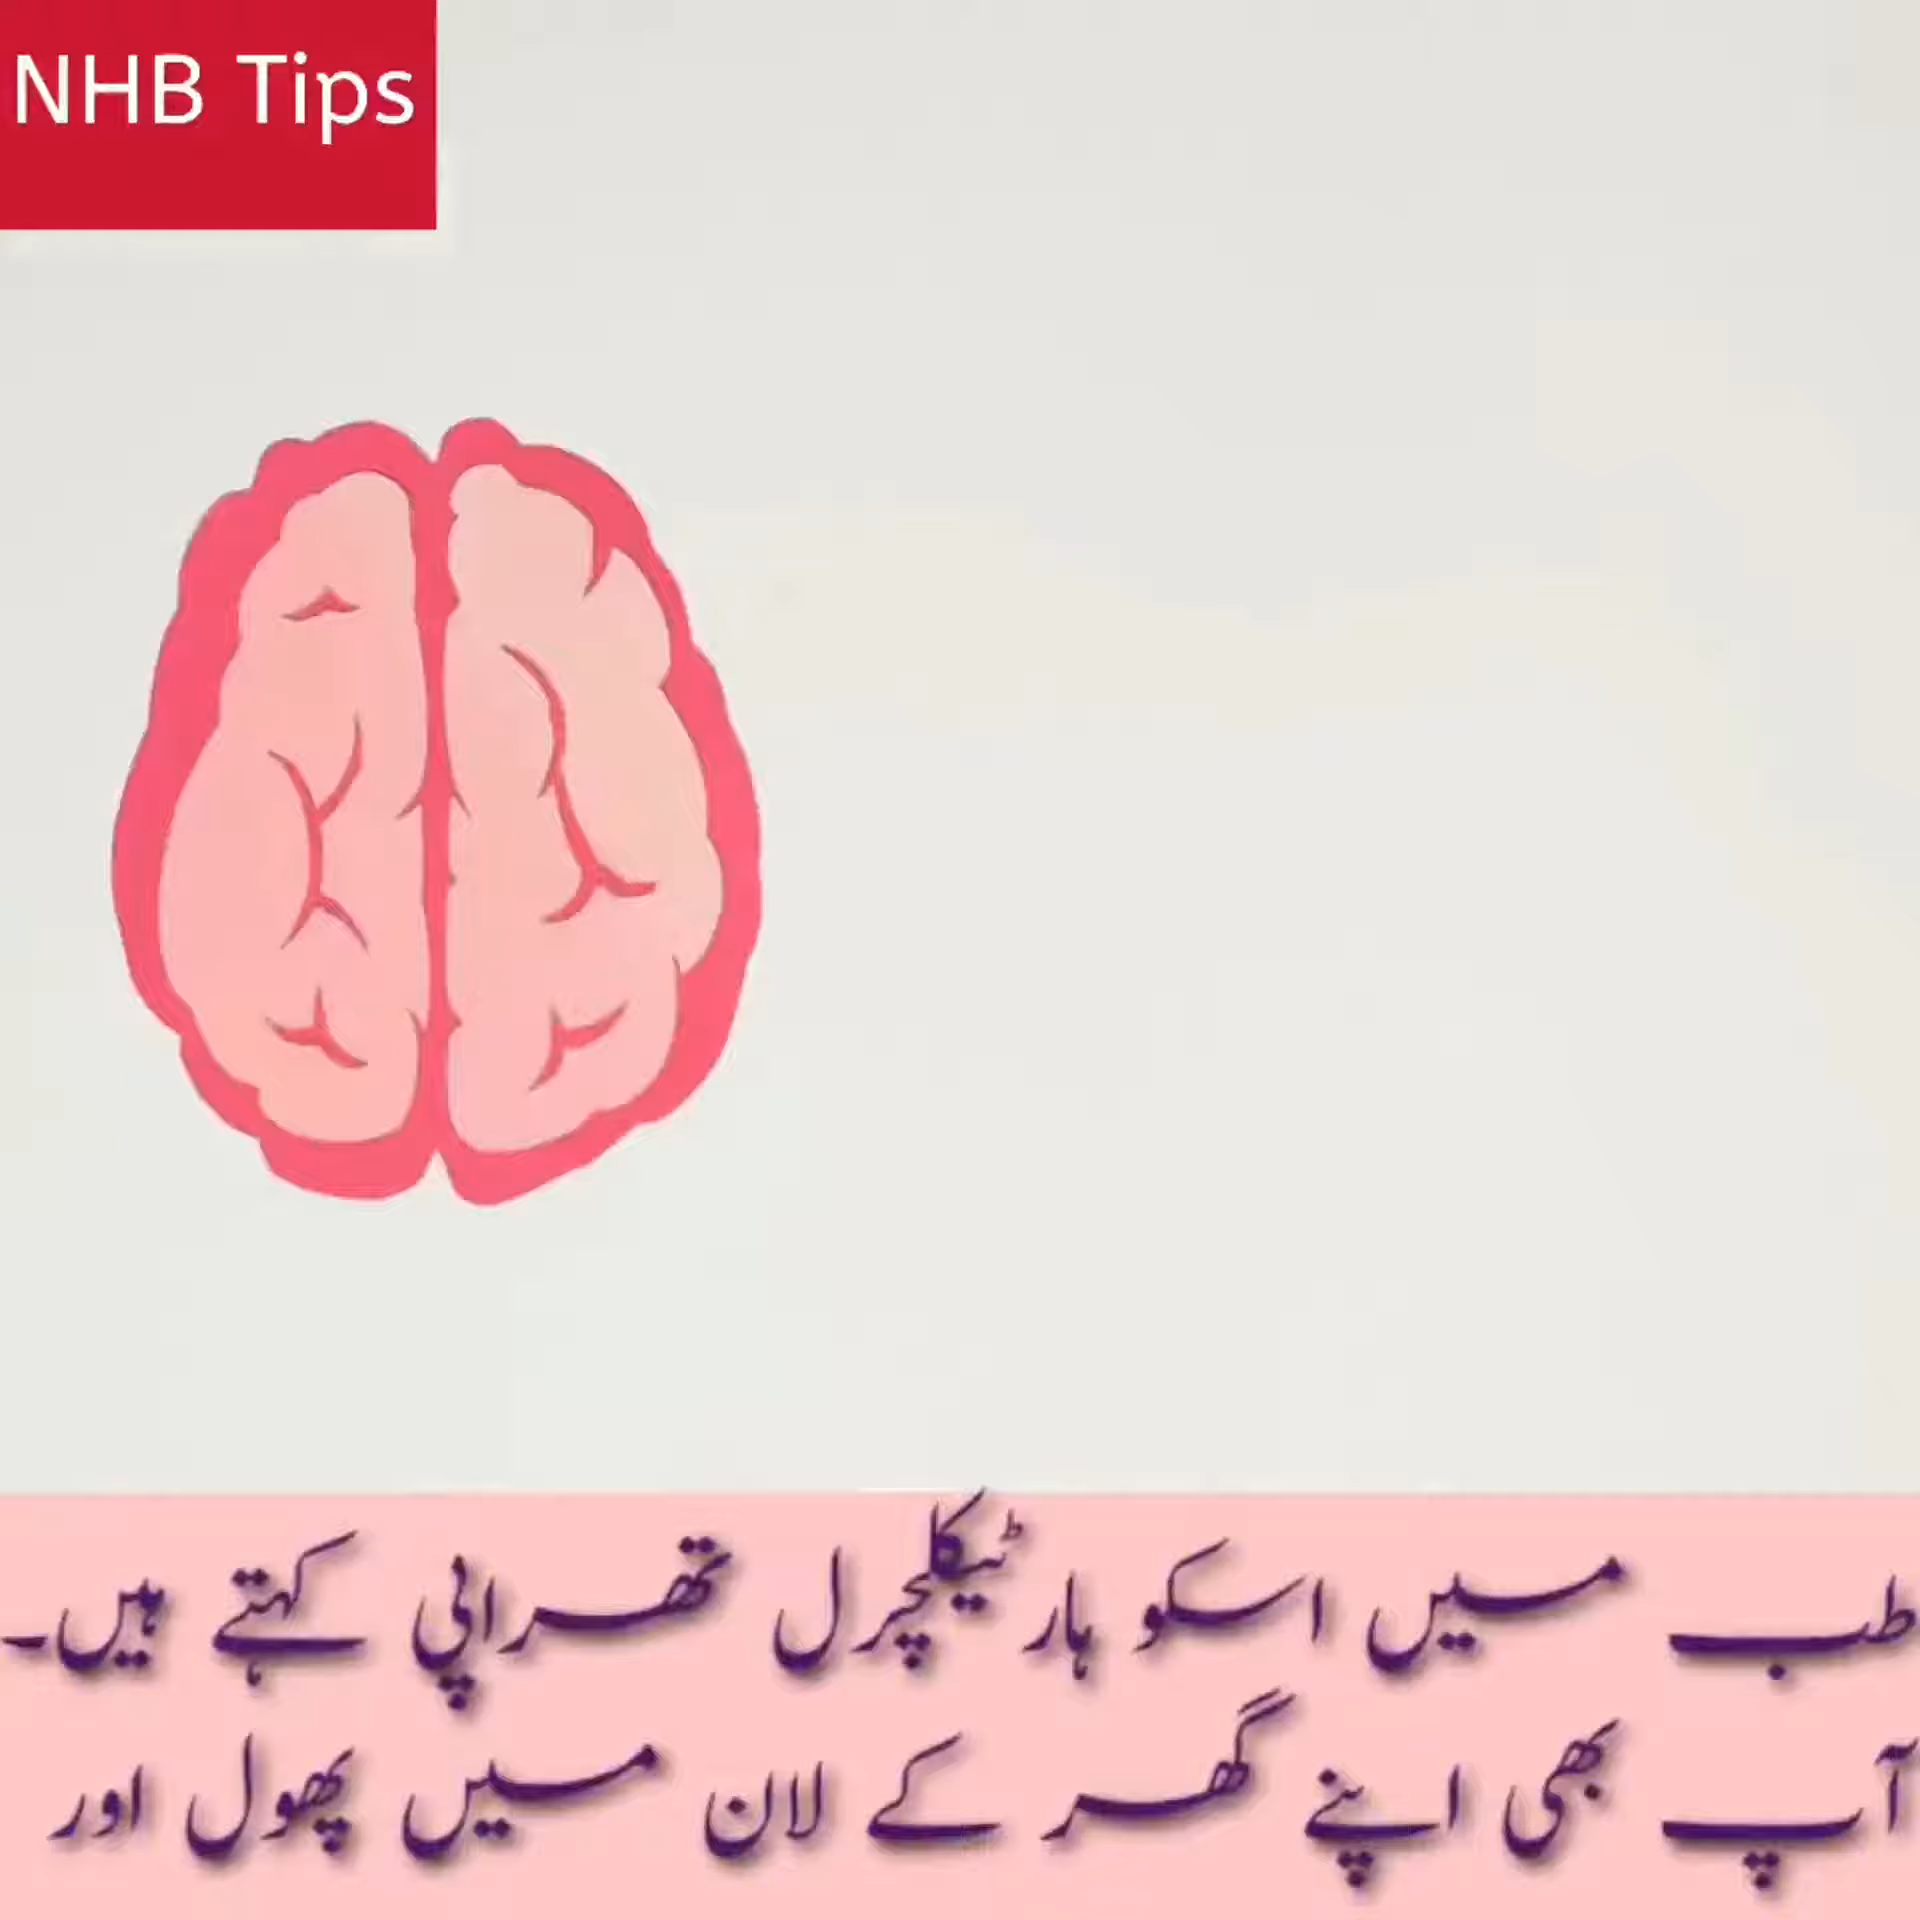 NHB Tips
طب میں اسکو ہارٹیکلچرل تھراپی کہتے ہیں۔
آپ بھی اپنے گھر کے لان میں پھول اور